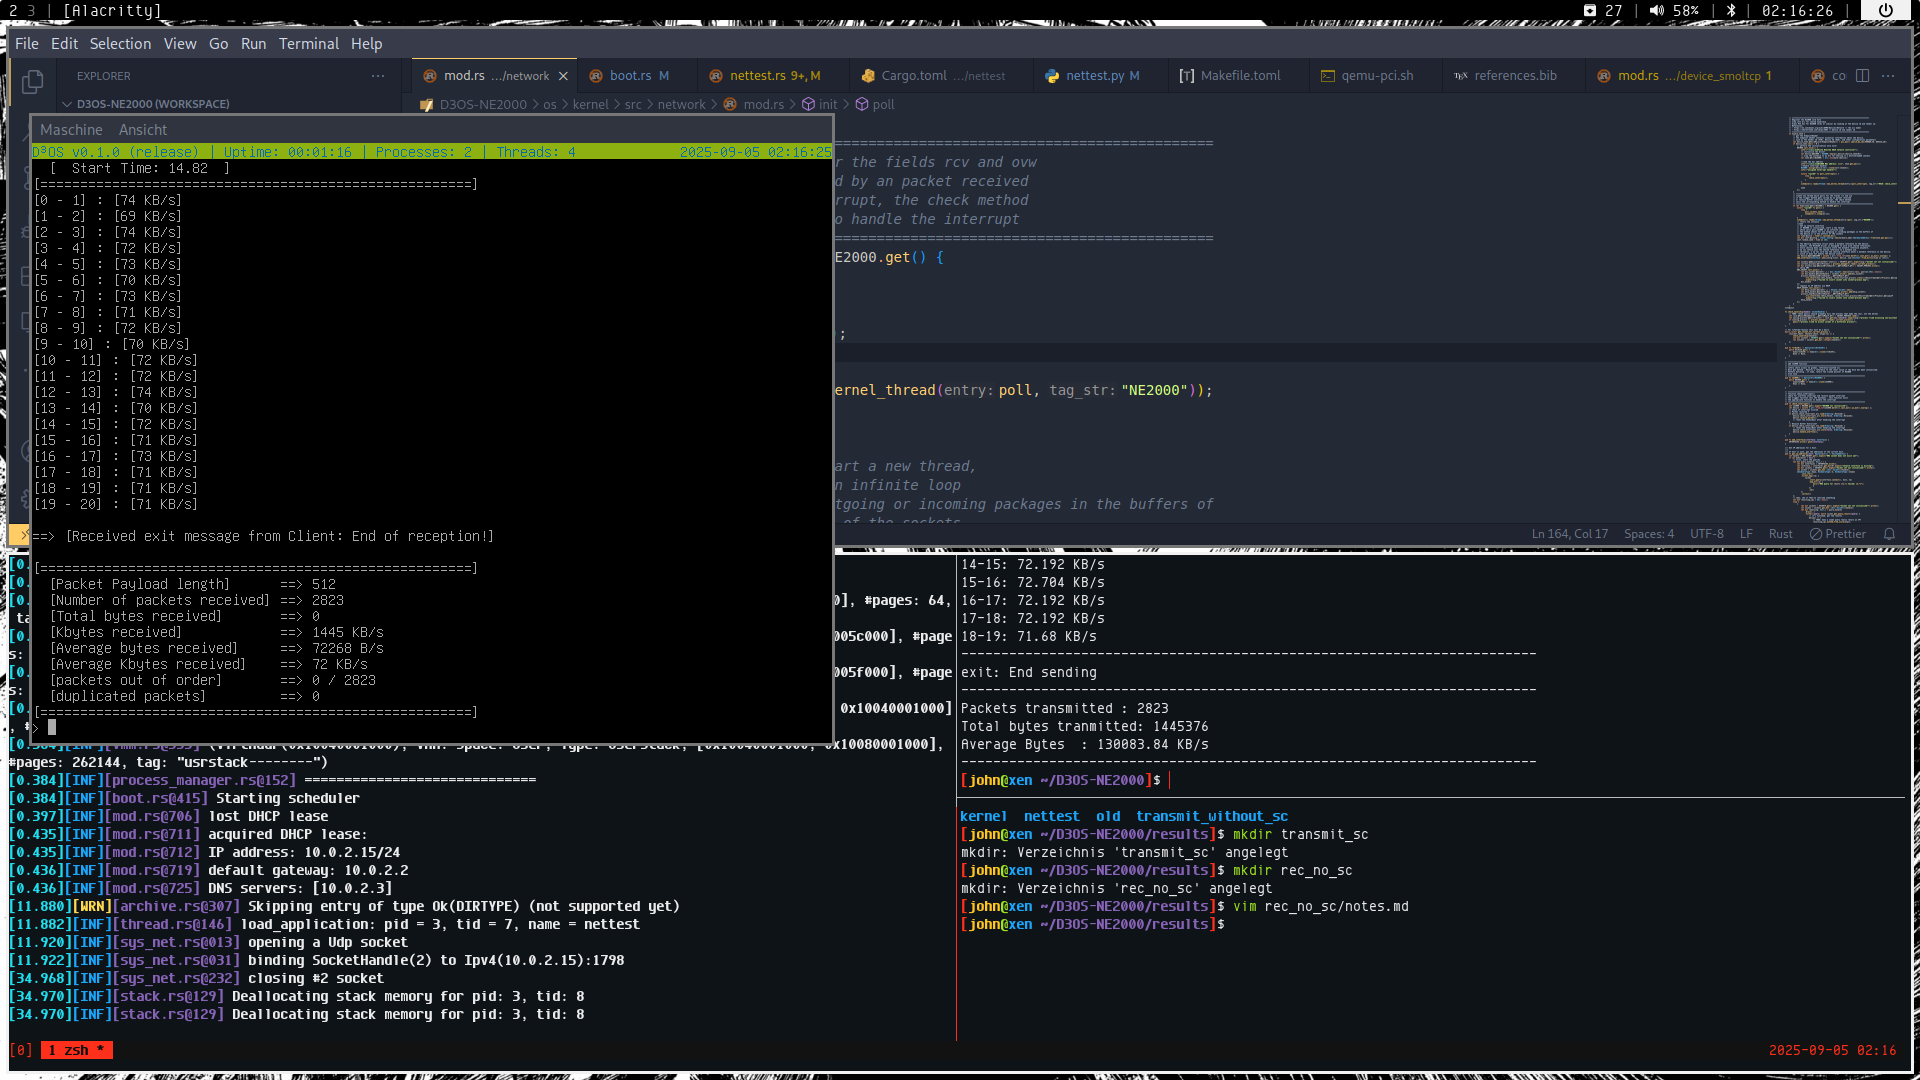 2 3 | [Alacritty]
27 | 58% | | 02:16:26 |
File Edit Selection View Go Run Terminal Help
EXPLORER ···
mod.rs .../network ×
boot.rs M
nettest.rs 9+, M
Cargo.toml .../nettest
nettest.py M
Makefile.toml
qemu-pci.sh
references.bib
mod.rs .../device_smoltcp 1
co
D3OS-NE2000 (WORKSPACE)
D3OS-NE2000 > os > kernel > src > network > mod.rs > init > poll
===========================================
r the fields rcv and ovw
d by an packet received
rrupt, the check method
o handle the interrupt
===========================================
E2000.get() {
);
ernel_thread(entry: poll, tag_str: "NE2000"));
art a new thread,
n infinite loop
tgoing or incoming packages in the buffers of
of the sockets
Ln 164, Col 17 Spaces: 4 UTF-8 LF Rust Prettier
Maschine Ansicht
D³OS v0.1.0 (release) | Uptime: 00:01:16 | Processes: 2 | Threads: 4 2025-09-05 02:16:25
[ Start Time: 14.82 ]
[======================================================]
[0 - 1] : [74 KB/s]
[1 - 2] : [69 KB/s]
[2 - 3] : [74 KB/s]
[3 - 4] : [72 KB/s]
[4 - 5] : [73 KB/s]
[5 - 6] : [70 KB/s]
[6 - 7] : [73 KB/s]
[7 - 8] : [71 KB/s]
[8 - 9] : [72 KB/s]
[9 - 10] : [70 KB/s]
[10 - 11] : [72 KB/s]
[11 - 12] : [72 KB/s]
[12 - 13] : [74 KB/s]
[13 - 14] : [70 KB/s]
[14 - 15] : [72 KB/s]
[15 - 16] : [71 KB/s]
[16 - 17] : [73 KB/s]
[17 - 18] : [71 KB/s]
[18 - 19] : [71 KB/s]
[19 - 20] : [71 KB/s]
==> [Received exit message from Client: End of reception!]
[======================================================]
[Packet Payload length] ==> 512
[Number of packets received] ==> 2823
[Total bytes received] ==> 0
[Kbytes received] ==> 1445 KB/s
[Average bytes received] ==> 72268 B/s
[Average Kbytes received] ==> 72 KB/s
[packets out of order] ==> 0 / 2823
[duplicated packets] ==> 0
[======================================================]
>
[0.
[0.
[0. 0], #pages: 64,
ta
[0. 005c000], #page
s:
[0. 005f000], #page
s:
[0. 0x10040001000]
, #
#pages: 262144, tag: "usrstack--------")
[0.384][INF][process_manager.rs@152] =============================
[0.384][INF][boot.rs@415] Starting scheduler
[0.397][INF][mod.rs@706] lost DHCP lease
[0.435][INF][mod.rs@711] acquired DHCP lease:
[0.435][INF][mod.rs@712] IP address: 10.0.2.15/24
[0.436][INF][mod.rs@719] default gateway: 10.0.2.2
[0.436][INF][mod.rs@725] DNS servers: [10.0.2.3]
[11.880][WRN][archive.rs@307] Skipping entry of type Ok(DIRTYPE) (not supported yet)
[11.882][INF][thread.rs@146] load_application: pid = 3, tid = 7, name = nettest
[11.920][INF][sys_net.rs@013] opening a Udp socket
[11.922][INF][sys_net.rs@031] binding SocketHandle(2) to Ipv4(10.0.2.15):1798
[34.968][INF][sys_net.rs@232] closing #2 socket
[34.970][INF][stack.rs@129] Deallocating stack memory for pid: 3, tid: 8
[34.970][INF][stack.rs@129] Deallocating stack memory for pid: 3, tid: 8
14-15: 72.192 KB/s
15-16: 72.704 KB/s
16-17: 72.192 KB/s
17-18: 72.192 KB/s
18-19: 71.68 KB/s
------------------------------------------------------------------------
exit: End sending
------------------------------------------------------------------------
Packets transmitted : 2823
Total bytes tranmitted: 1445376
Average Bytes : 130083.84 KB/s
------------------------------------------------------------------------
[john@xen ~/D3OS-NE2000]$
kernel nettest old transmit_without_sc
[john@xen ~/D3OS-NE2000/results]$ mkdir transmit_sc
mkdir: Verzeichnis 'transmit_sc' angelegt
[john@xen ~/D3OS-NE2000/results]$ mkdir rec_no_sc
mkdir: Verzeichnis 'rec_no_sc' angelegt
[john@xen ~/D3OS-NE2000/results]$ vim rec_no_sc/notes.md
[john@xen ~/D3OS-NE2000/results]$
[0] 1 zsh * 2025-09-05 02:16